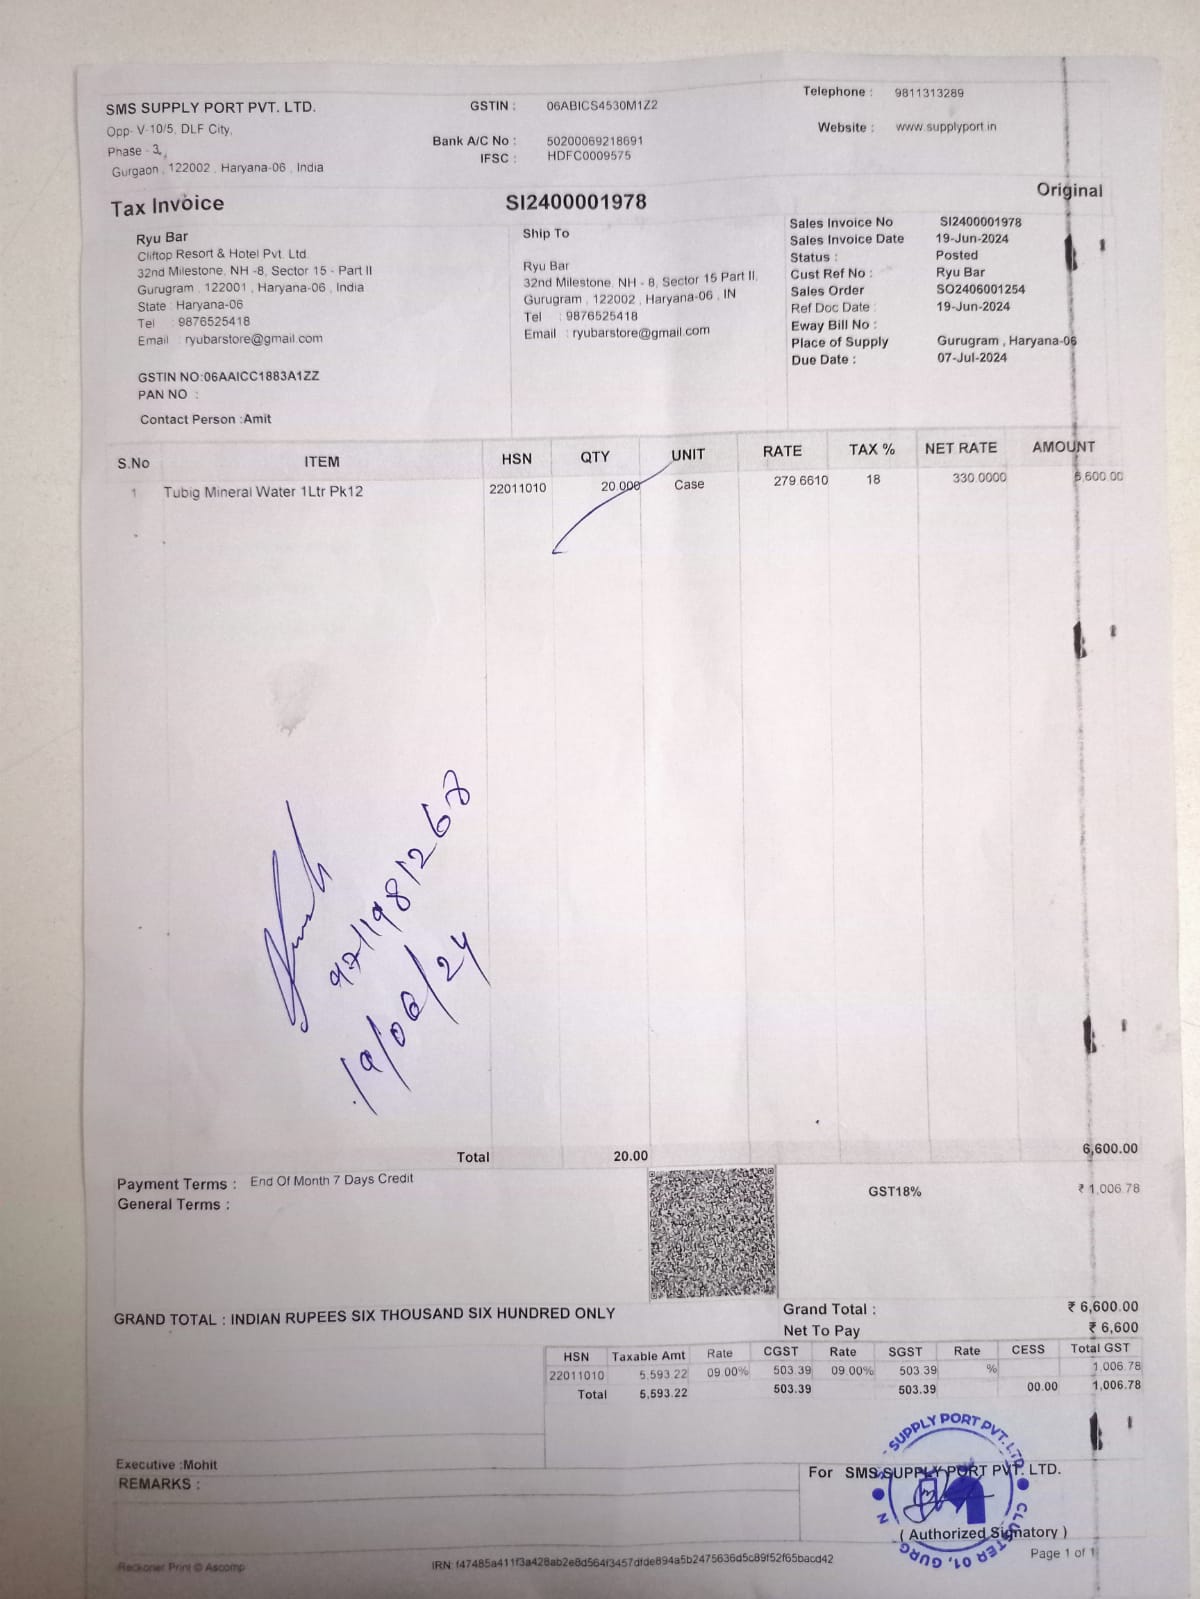 SMS SUPPLY PORT PVT. LTD.
Opp- V-10/5, DLF City,
Phase - 3, ,
Gurgaon , 122002 , Haryana-06 , India
GSTIN : 06ABICS4530M1Z2
Bank A/C No : 50200069218691
IFSC : HDFC0009575
Telephone : 9811313289
Website : www.supplyport.in
Original
Tax Invoice
SI2400001978
Ryu Bar
Cliftop Resort & Hotel Pvt. Ltd.
32nd Milestone, NH -8, Sector 15 - Part II
Gurugram , 122001 , Haryana-06 , India
State : Haryana-06
Tel : 9876525418
Email : ryubarstore@gmail.com
GSTIN NO:06AAICC1883A1ZZ
PAN NO :
Contact Person :Amit
Ship To
Ryu Bar
32nd Milestone, NH - 8, Sector 15 Part II,
Gurugram , 122002 , Haryana-06 , IN
Tel : 9876525418
Email : ryubarstore@gmail.com
Sales Invoice No SI2400001978
Sales Invoice Date 19-Jun-2024
Status : Posted
Cust Ref No : Ryu Bar
Sales Order SO2406001254
Ref Doc Date : 19-Jun-2024
Eway Bill No :
Place of Supply Gurugram , Haryana-06
Due Date : 07-Jul-2024
S.No ITEM HSN QTY UNIT RATE TAX % NET RATE AMOUNT
1 Tubig Mineral Water 1Ltr Pk12 22011010 20.000 Case 279.6610 18 330.0000 6,600.00
9711981267
19/06/24
Total 20.00 6,600.00
Payment Terms : End Of Month 7 Days Credit
General Terms :
GST18% ₹ 1,006.78
GRAND TOTAL : INDIAN RUPEES SIX THOUSAND SIX HUNDRED ONLY
Grand Total : ₹ 6,600.00
Net To Pay ₹ 6,600
HSN Taxable Amt Rate CGST Rate SGST Rate CESS Total GST
22011010 5,593.22 09.00% 503.39 09.00% 503.39 % 1,006.78
Total 5,593.22 503.39 503.39 00.00 1,006.78
Executive :Mohit
REMARKS :
For SMS SUPPLY PORT PVT. LTD.
SUPPLY PORT PVT. LTD
CLUSTER 01, GURG
( Authorized Signatory )
Page 1 of 1
Reckoner Print © Ascomp
IRN: f47485a411f3a428ab2e8d564f3457dfde894a5b2475636d5c89f52f65bacd42